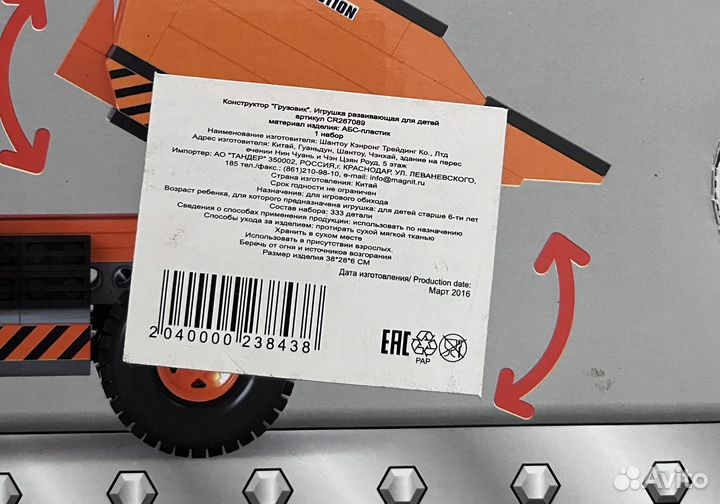 TION
Конструктор "Грузовик". Игрушка развивающая для детей
артикул CR267089
материал изделия: АБС-пластик
1 набор
Наименование изготовителя: Шантоу Кэнронг Трейдинг Ко., Лтд
Адрес изготовителя: Китай, Гуаньдун, Шантоу, Чэнхай, здание на перес
ечении Нин Чуань и Чэн Цзян Роуд, 5 этаж
Импортер: АО "ТАНДЕР" 350002, РОССИЯ,г. КРАСНОДАР, УЛ. ЛЕВАНЕВСКОГО,
185 тел./факс.: (861)210-98-10, e-mail: info@magnit.ru
Страна изготовления: Китай
Срок годности не ограничен
Назначение: для игрового обихода
Возраст ребенка, для которого предназначена игрушка: для детей старше 6-ти лет
Состав набора: 333 детали
Сведения о способах применения продукции: использовать по назначению
Способы ухода за изделием: протирать сухой мягкой тканью
Хранить в сухом месте
Использовать в присутствии взрослых.
Беречь от огня и источников возгорания
Размер изделия 38*28*6 СМ
Дата изготовления/ Production date:
Март 2016
2 040000 238438
EAC
PAP
Avito